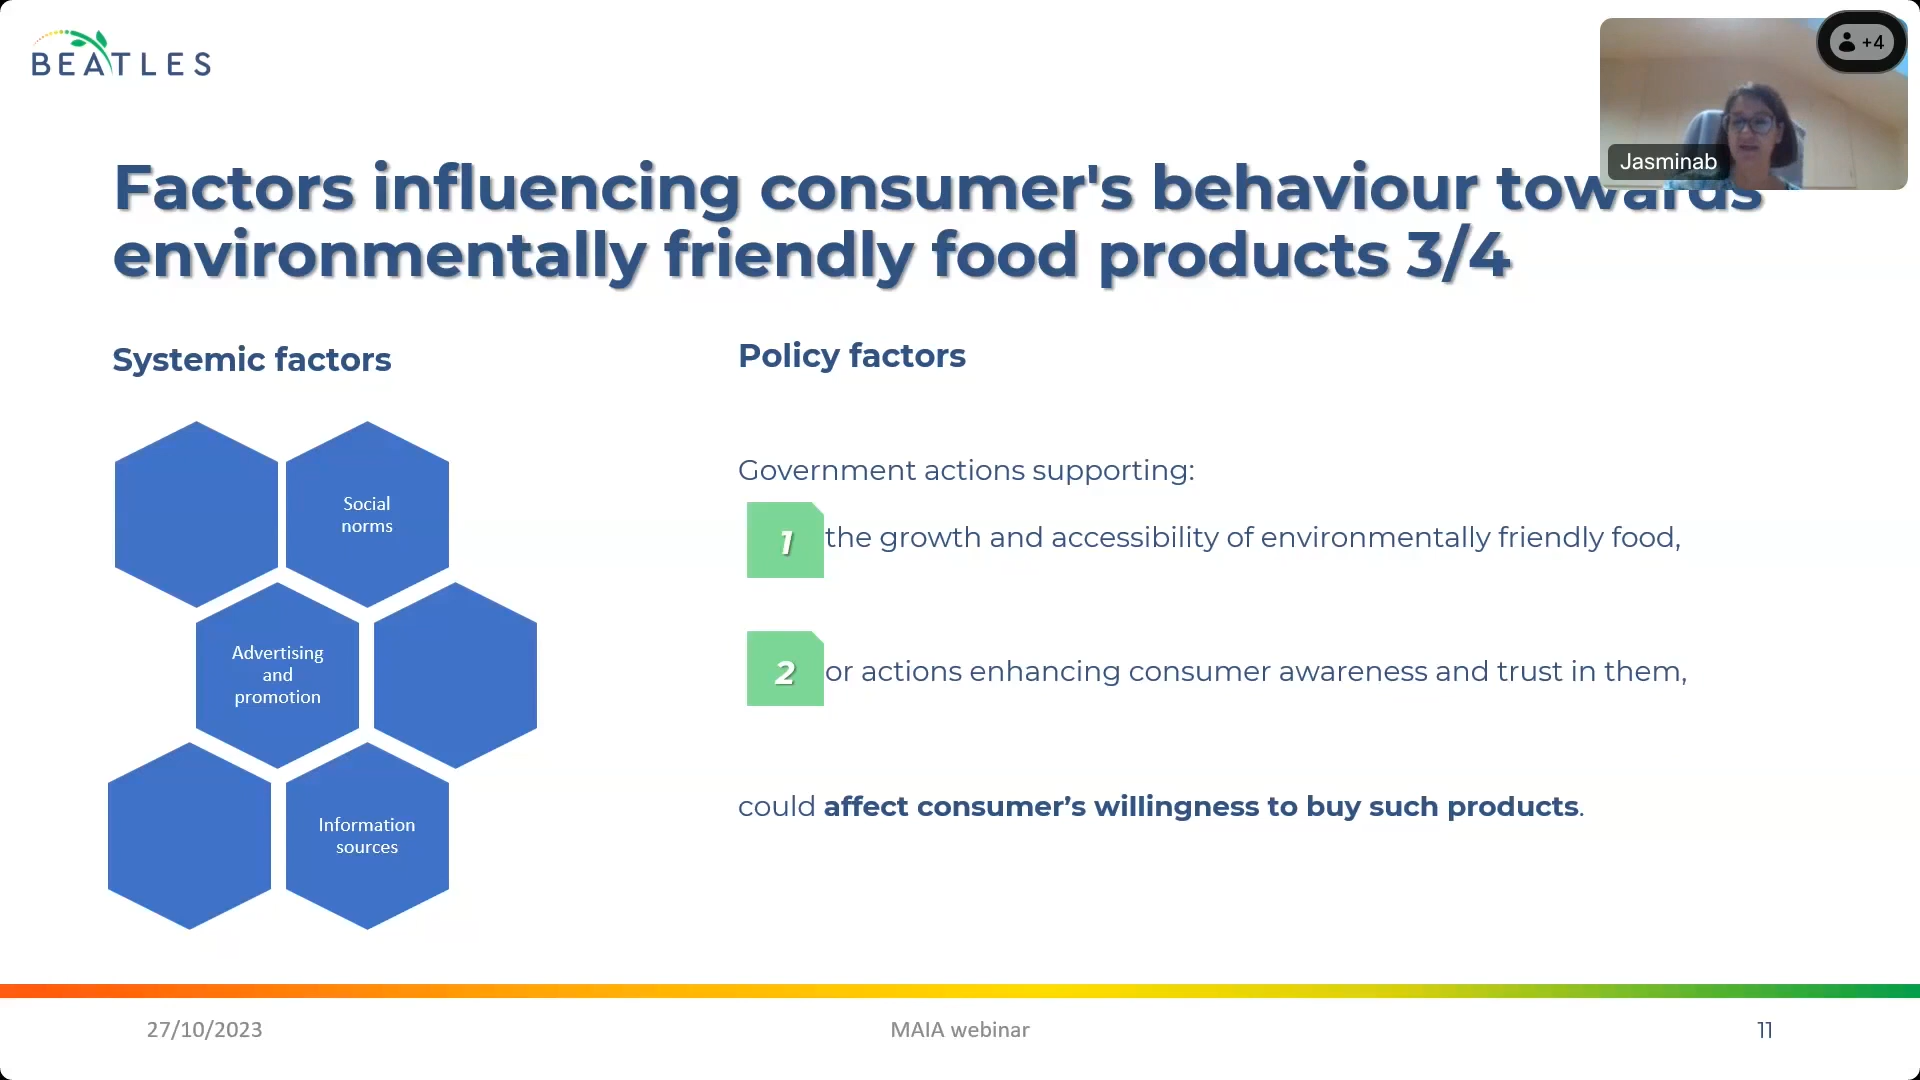 BEATLES
+4
Jasminab
Factors influencing consumer's behaviour towards
environmentally friendly food products 3/4
Systemic factors
Social
norms
Advertising
and
promotion
Information
sources
Policy factors
Government actions supporting:
1 the growth and accessibility of environmentally friendly food,
2 or actions enhancing consumer awareness and trust in them,
could affect consumer’s willingness to buy such products.
27/10/2023
MAIA webinar
11